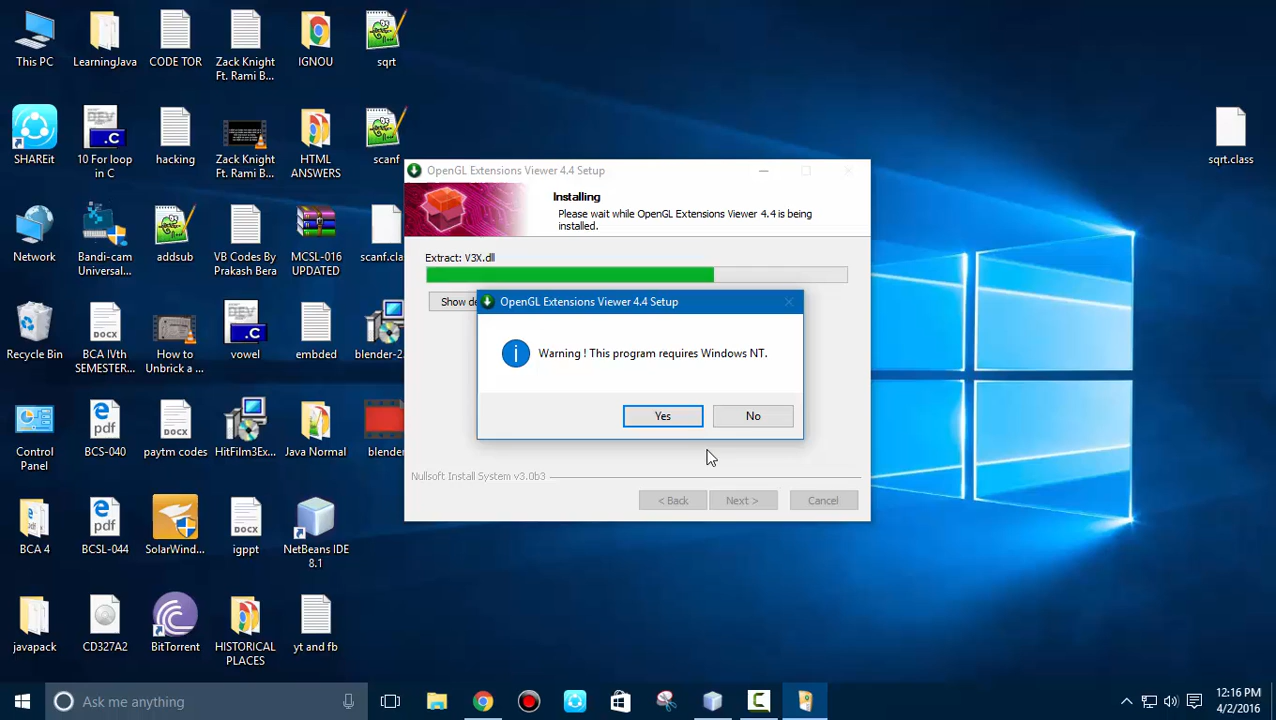 This PC
LearningJava
CODE TOR
Zack Knight
Ft. Rami B...
IGNOU
sqrt
SHAREit
10 For loop
in C
hacking
Zack Knight
Ft. Rami B...
HTML
ANSWERS
scanf
sqrt.class
Network
Bandi-cam
Universal...
addsub
VB Codes By
Prakash Bera
MCSL-016
UPDATED
scanf.cla
Recycle Bin
BCA IVth
SEMESTER...
How to
Unbrick a ...
vowel
embded
blender-2.
Control
Panel
BCS-040
paytm codes
HitFilm3Ex...
Java Normal
blende
BCA 4
BCSL-044
SolarWind...
igppt
NetBeans IDE
8.1
javapack
CD327A2
BitTorrent
HISTORICAL
PLACES
yt and fb
OpenGL Extensions Viewer 4.4 Setup
Installing
Please wait while OpenGL Extensions Viewer 4.4 is being
installed.
Extract: V3X.dll
Show de
OpenGL Extensions Viewer 4.4 Setup
Warning ! This program requires Windows NT.
Yes
No
Nullsoft Install System v3.0b3
< Back
Next >
Cancel
Ask me anything
12:16 PM
4/2/2016